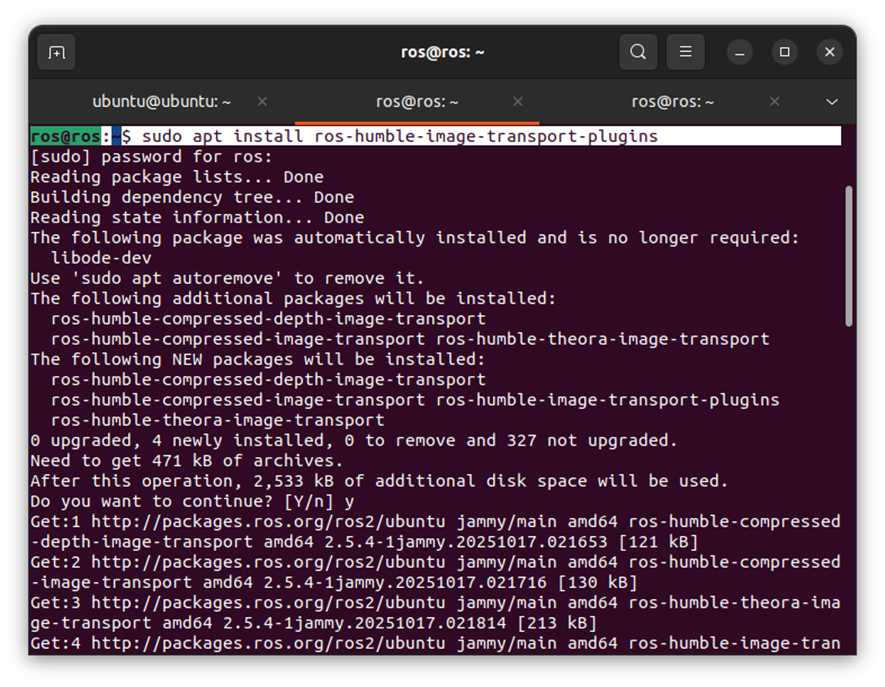 ros@ros: ~
ubuntu@ubuntu: ~
ros@ros: ~
ros@ros: ~
ros@ros:~$ sudo apt install ros-humble-image-transport-plugins
[sudo] password for ros:
Reading package lists... Done
Building dependency tree... Done
Reading state information... Done
The following package was automatically installed and is no longer required:
  libode-dev
Use 'sudo apt autoremove' to remove it.
The following additional packages will be installed:
  ros-humble-compressed-depth-image-transport
  ros-humble-compressed-image-transport ros-humble-theora-image-transport
The following NEW packages will be installed:
  ros-humble-compressed-depth-image-transport
  ros-humble-compressed-image-transport ros-humble-image-transport-plugins
  ros-humble-theora-image-transport
0 upgraded, 4 newly installed, 0 to remove and 327 not upgraded.
Need to get 471 kB of archives.
After this operation, 2,533 kB of additional disk space will be used.
Do you want to continue? [Y/n] y
Get:1 http://packages.ros.org/ros2/ubuntu jammy/main amd64 ros-humble-compressed
-depth-image-transport amd64 2.5.4-1jammy.20251017.021653 [121 kB]
Get:2 http://packages.ros.org/ros2/ubuntu jammy/main amd64 ros-humble-compressed
-image-transport amd64 2.5.4-1jammy.20251017.021716 [130 kB]
Get:3 http://packages.ros.org/ros2/ubuntu jammy/main amd64 ros-humble-theora-ima
ge-transport amd64 2.5.4-1jammy.20251017.021814 [213 kB]
Get:4 http://packages.ros.org/ros2/ubuntu jammy/main amd64 ros-humble-image-tran